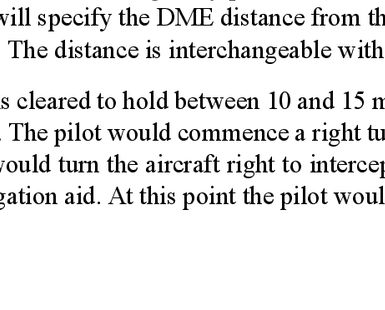 will specify the DME distance from th
The distance is interchangeable with
s cleared to hold between 10 and 15 m
. The pilot would commence a right tu
would turn the aircraft right to intercep
gation aid. At this point the pilot woul